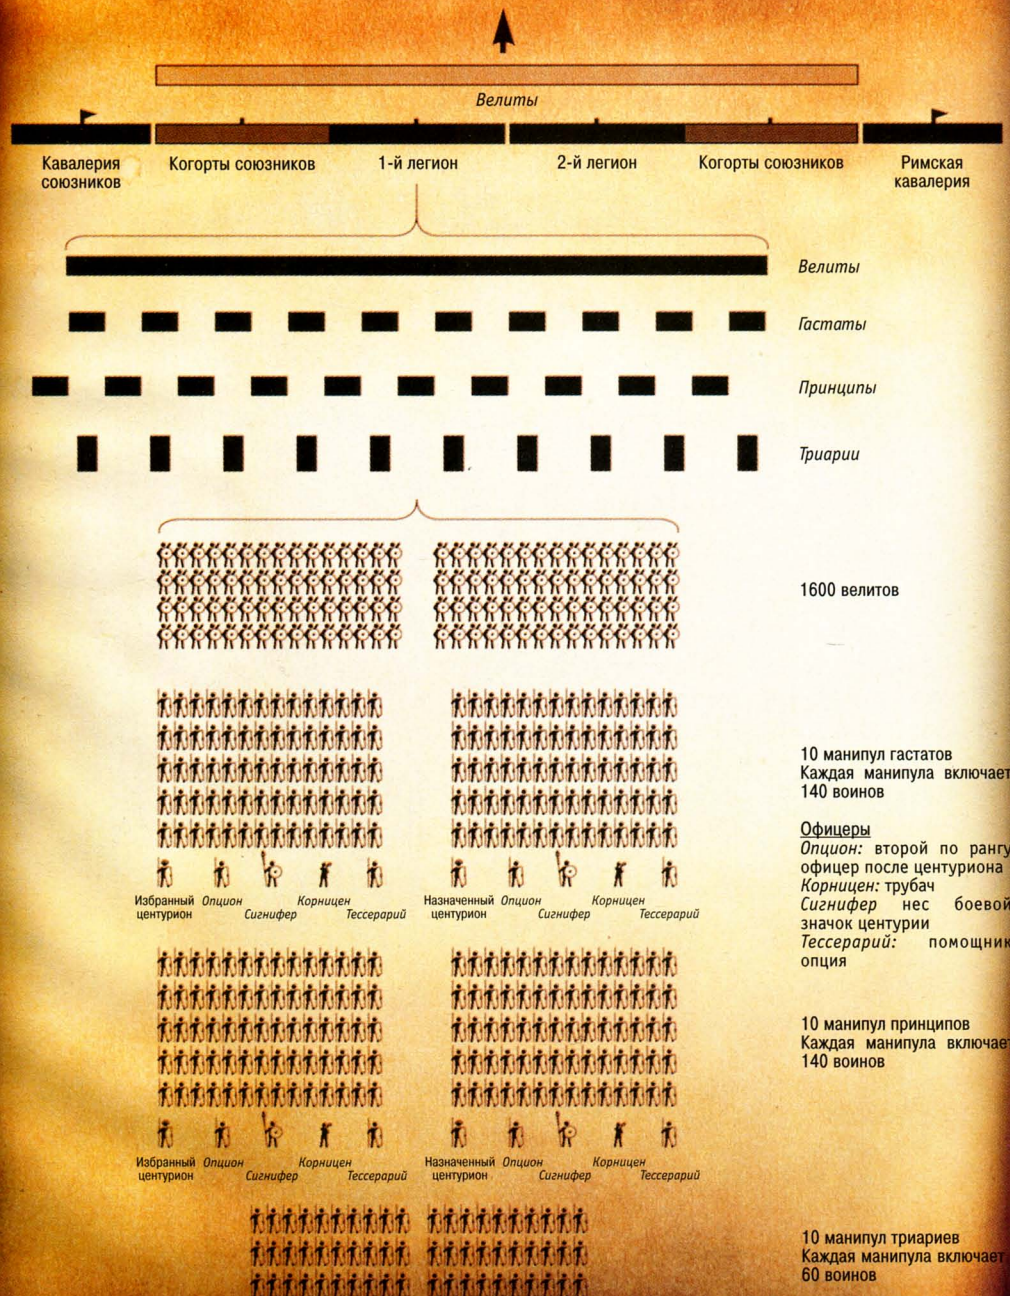 Велиты
Кавалерия
союзников
Когорты союзников
1-й легион
2-й легион
Когорты союзников
Римская
кавалерия
Велиты
Гастаты
Принципы
Триарии
1600 велитов
10 манипул гастатов
Каждая манипула включает
140 воинов
Офицеры
Опцион: второй по рангу
офицер после центуриона
Корницен: трубач
Сигнифер нес боевой
значок центурии
Тессерарий: помощник
опция
Избранный
центурион
Опцион
Сигнифер
Корницен
Тессерарий
Назначенный
центурион
Опцион
Сигнифер
Корницен
Тессерарий
10 манипул принципов
Каждая манипула включает
140 воинов
Избранный
центурион
Опцион
Сигнифер
Корницен
Тессерарий
Назначенный
центурион
Опцион
Сигнифер
Корницен
Тессерарий
10 манипул триариев
Каждая манипула включает
60 воинов